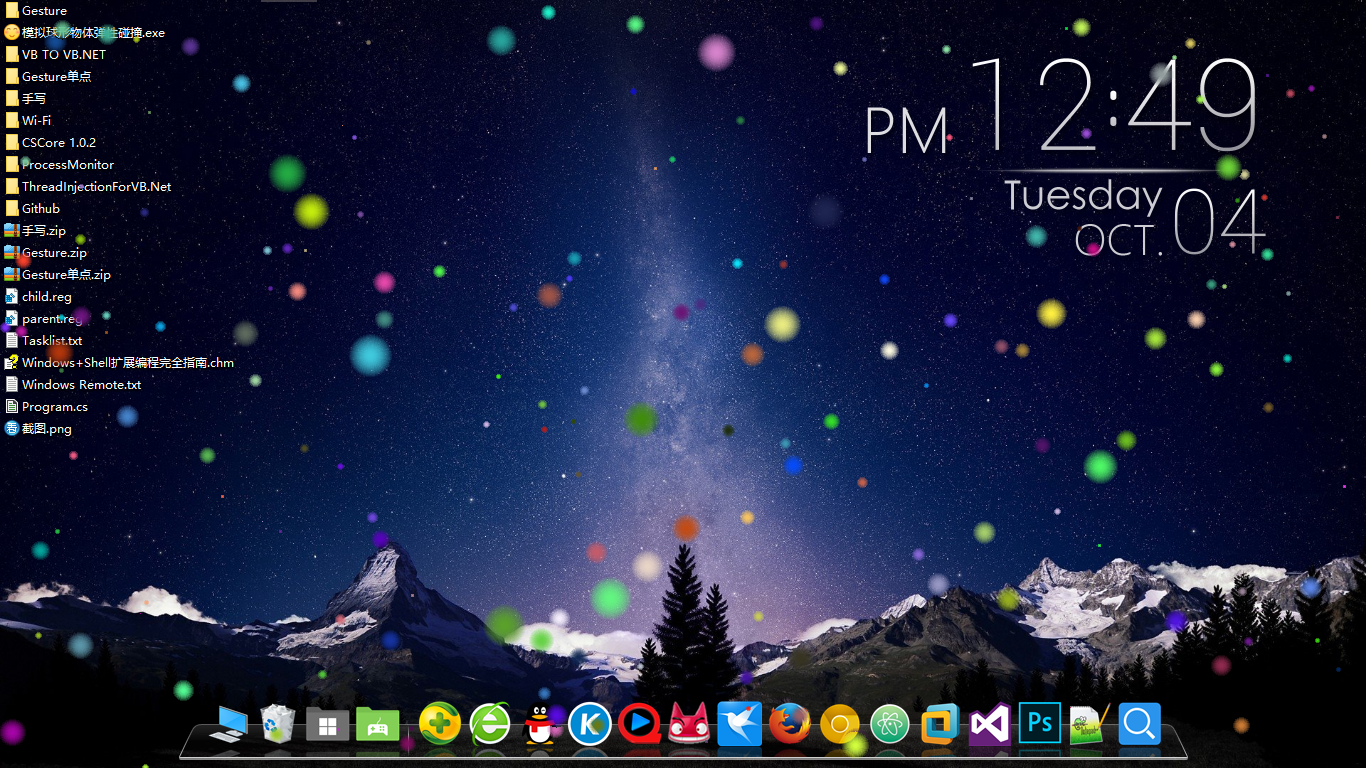 Gesture
模拟球形物体弹性碰撞.exe
VB TO VB.NET
Gesture单点
手写
Wi-Fi
CSCore 1.0.2
ProcessMonitor
ThreadInjectionForVB.Net
Github
手写.zip
Gesture.zip
Gesture单点.zip
child.reg
parent.reg
Tasklist.txt
Windows+Shell扩展编程完全指南.chm
Windows Remote.txt
Program.cs
截图.png
PM 12:49
Tuesday
OCT. 04
K
Ps